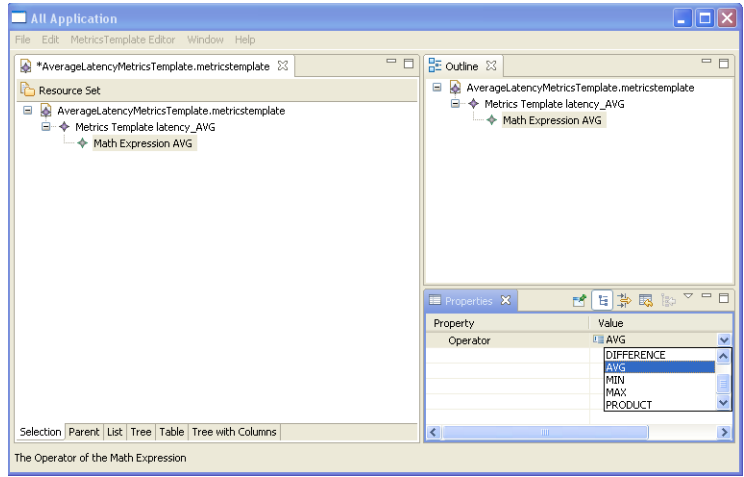 All Application
File Edit MetricsTemplate Editor Window Help
*AverageLatencyMetricsTemplate.metricstemplate
Resource Set
AverageLatencyMetricsTemplate.metricstemplate
Metrics Template latency_AVG
Math Expression AVG
Selection Parent List Tree Table Tree with Columns
Outline
AverageLatencyMetricsTemplate.metricstemplate
Metrics Template latency_AVG
Math Expression AVG
Properties
Property Value
Operator AVG
DIFFERENCE
AVG
MIN
MAX
PRODUCT
The Operator of the Math Expression